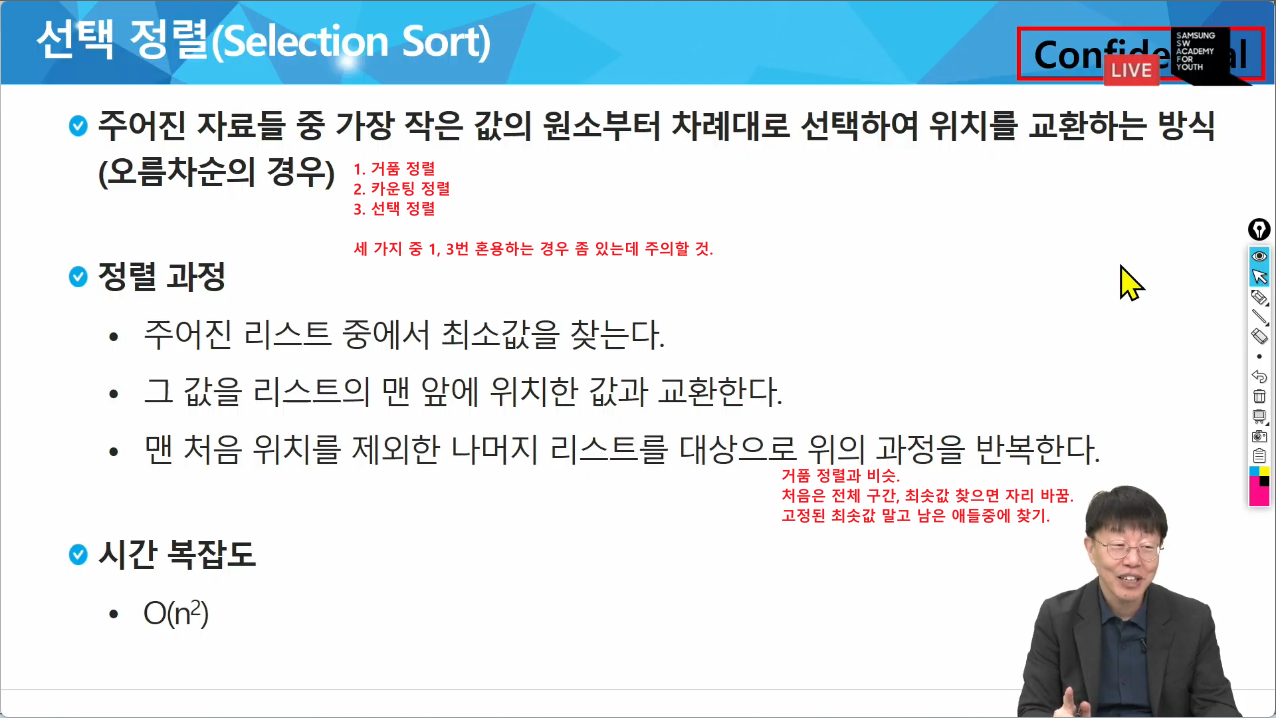 선택 정렬(Selection Sort)
Confidential
SAMSUNG
SW
ACADEMY
FOR
YOUTH
LIVE
주어진 자료들 중 가장 작은 값의 원소부터 차례대로 선택하여 위치를 교환하는 방식
(오름차순의 경우)
1. 거품 정렬
2. 카운팅 정렬
3. 선택 정렬
세 가지 중 1, 3번 혼용하는 경우 좀 있는데 주의할 것.
정렬 과정
• 주어진 리스트 중에서 최소값을 찾는다.
• 그 값을 리스트의 맨 앞에 위치한 값과 교환한다.
• 맨 처음 위치를 제외한 나머지 리스트를 대상으로 위의 과정을 반복한다.
거품 정렬과 비슷.
처음은 전체 구간, 최솟값 찾으면 자리 바꿈.
고정된 최솟값 말고 남은 애들중에 찾기.
시간 복잡도
• O(n²)